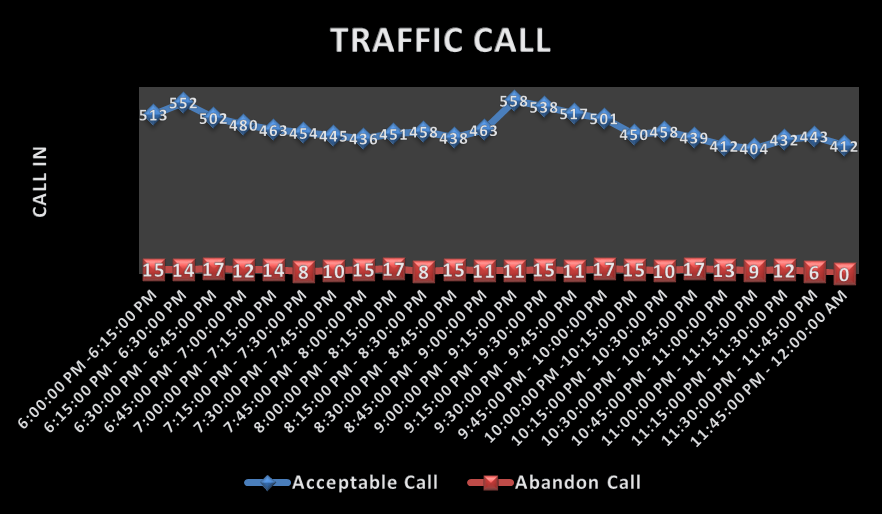 TRAFFIC CALL
CALL IN
513 552 502 480 463 454 445 436 451 458 438 463 558 538 517 501 450 458 439 412 404 432 443 412
15 14 17 12 14 8 10 15 17 8 15 11 11 15 11 17 15 10 17 13 9 12 6 0
6:00:00 PM -6:15:00 PM
6:15:00 PM - 6:30:00 PM
6:30:00 PM - 6:45:00 PM
6:45:00 PM - 7:00:00 PM
7:00:00 PM - 7:15:00 PM
7:15:00 PM - 7:30:00 PM
7:30:00 PM - 7:45:00 PM
7:45:00 PM - 8:00:00 PM
8:00:00 PM - 8:15:00 PM
8:15:00 PM - 8:30:00 PM
8:30:00 PM - 8:45:00 PM
8:45:00 PM - 9:00:00 PM
9:00:00 PM - 9:15:00 PM
9:15:00 PM - 9:30:00 PM
9:30:00 PM - 9:45:00 PM
9:45:00 PM - 10:00:00 PM
10:00:00 PM -10:15:00 PM
10:15:00 PM - 10:30:00 PM
10:30:00 PM - 10:45:00 PM
10:45:00 PM - 11:00:00 PM
11:00:00 PM - 11:15:00 PM
11:15:00 PM - 11:30:00 PM
11:30:00 PM - 11:45:00 PM
11:45:00 PM - 12:00:00 AM
Acceptable Call
Abandon Call